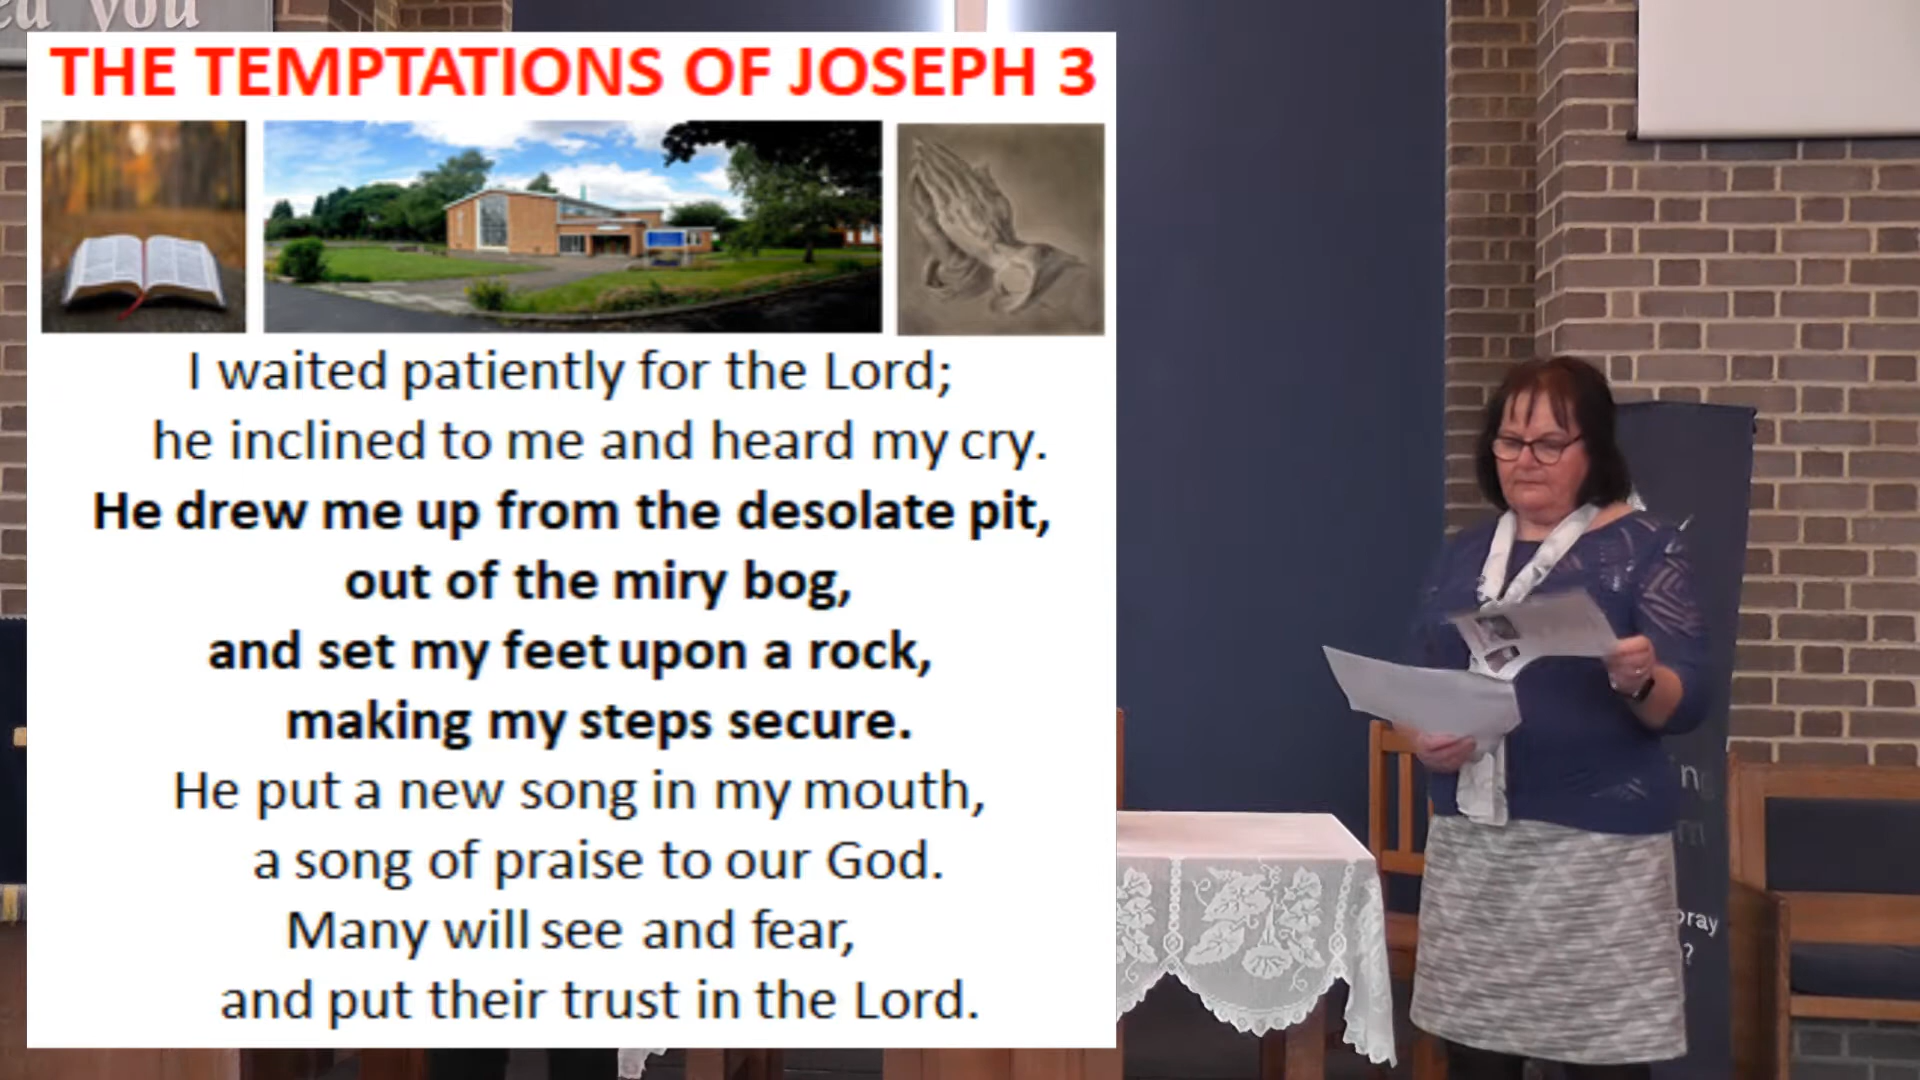 you
THE TEMPTATIONS OF JOSEPH 3
I waited patiently for the Lord;
he inclined to me and heard my cry.
He drew me up from the desolate pit,
out of the miry bog,
and set my feet upon a rock,
making my steps secure.
He put a new song in my mouth,
a song of praise to our God.
Many will see and fear,
and put their trust in the Lord.
pray
?